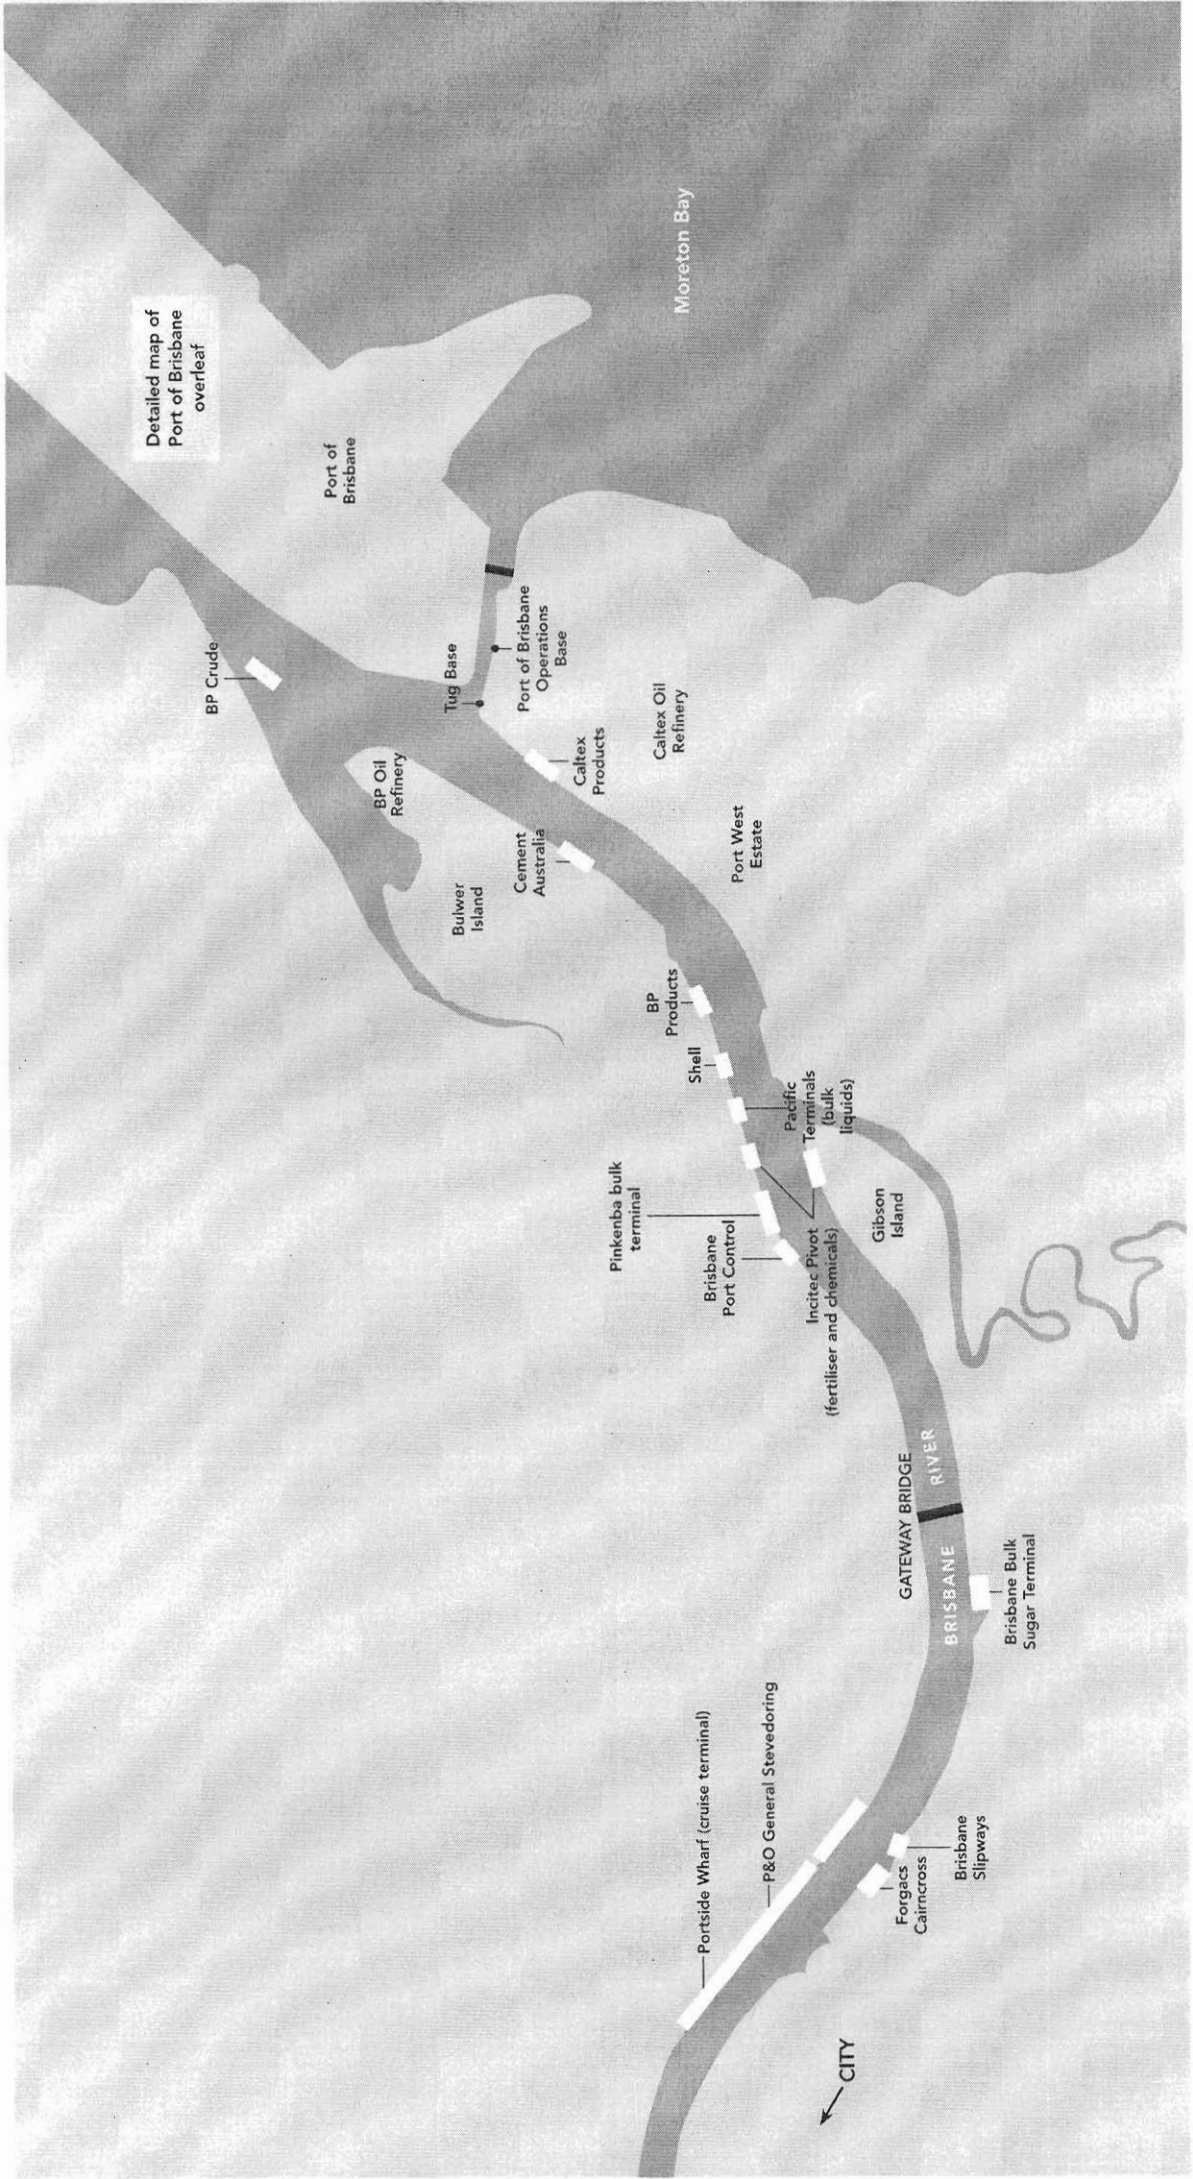 Detailed map of
Port of Brisbane
overleaf
Port of
Brisbane
Moreton Bay
BP Crude
Tug Base
Port of Brisbane
Operations
Base
BP Oil
Refinery
Caltex
Products
Caltex Oil
Refinery
Cement
Australia
Bulwer
Island
Port West
Estate
BP
Products
Shell
Pacific
Terminals
(bulk
liquids)
Pinkenba bulk
terminal
Brisbane
Port Control
Incitec Pivot
(fertiliser and chemicals)
Gibson
Island
GATEWAY BRIDGE
BRISBANE RIVER
Brisbane Bulk
Sugar Terminal
Portside Wharf (cruise terminal)
P&O General Stevedoring
Forgacs
Cairncross
Brisbane
Slipways
CITY